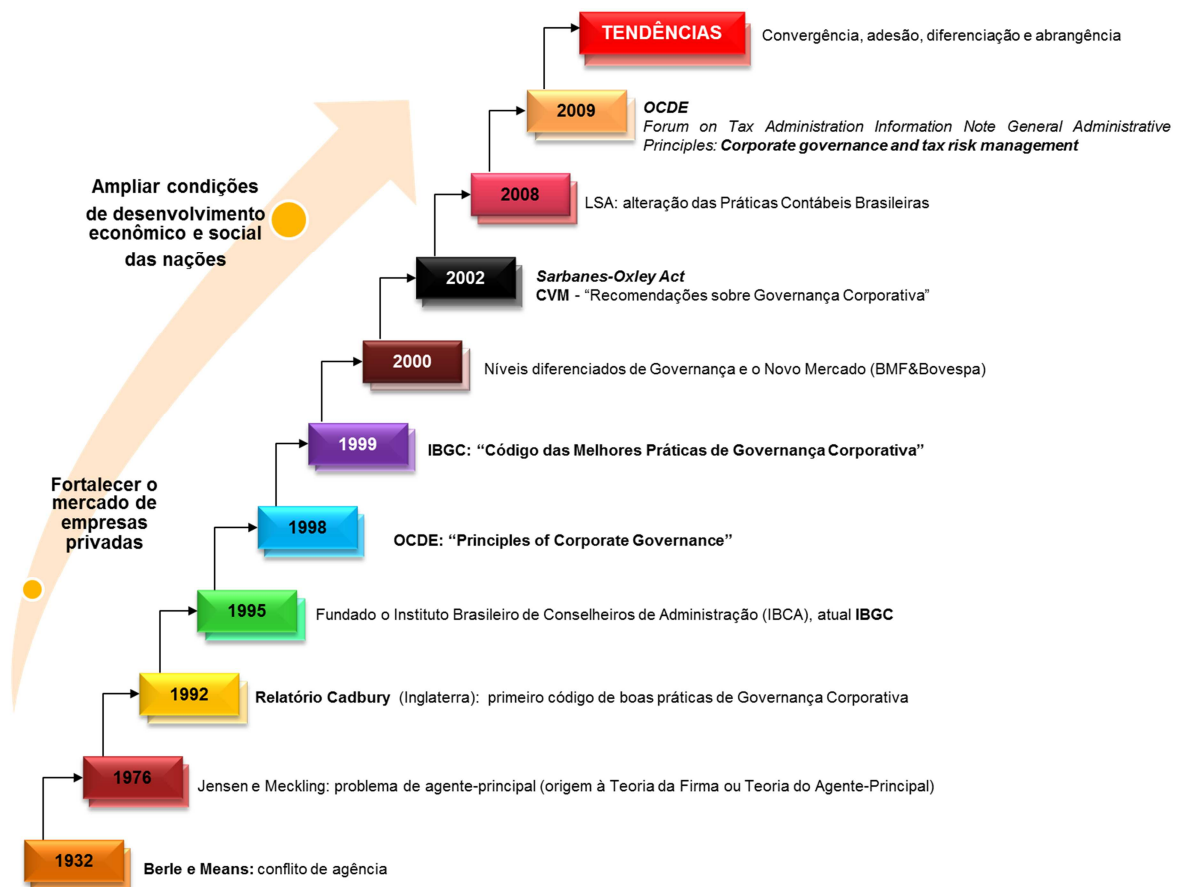 TENDÊNCIAS
Convergência, adesão, diferenciação e abrangência
2009
OCDE
Forum on Tax Administration Information Note General Administrative
Principles: Corporate governance and tax risk management
Ampliar condições
de desenvolvimento
econômico e social
das nações
2008
LSA: alteração das Práticas Contábeis Brasileiras
2002
Sarbanes-Oxley Act
CVM - “Recomendações sobre Governança Corporativa”
2000
Níveis diferenciados de Governança e o Novo Mercado (BMF&Bovespa)
1999
IBGC: “Código das Melhores Práticas de Governança Corporativa”
Fortalecer o
mercado de
empresas
privadas
1998
OCDE: “Principles of Corporate Governance”
1995
Fundado o Instituto Brasileiro de Conselheiros de Administração (IBCA), atual IBGC
1992
Relatório Cadbury (Inglaterra): primeiro código de boas práticas de Governança Corporativa
1976
Jensen e Meckling: problema de agente-principal (origem à Teoria da Firma ou Teoria do Agente-Principal)
1932
Berle e Means: conflito de agência